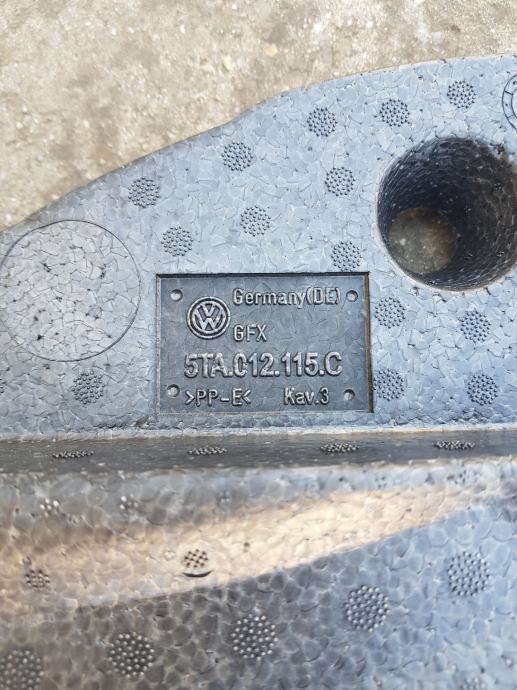 Germany(DE)
GFX
5TA.012.115.C
>PP-E< Kav.3